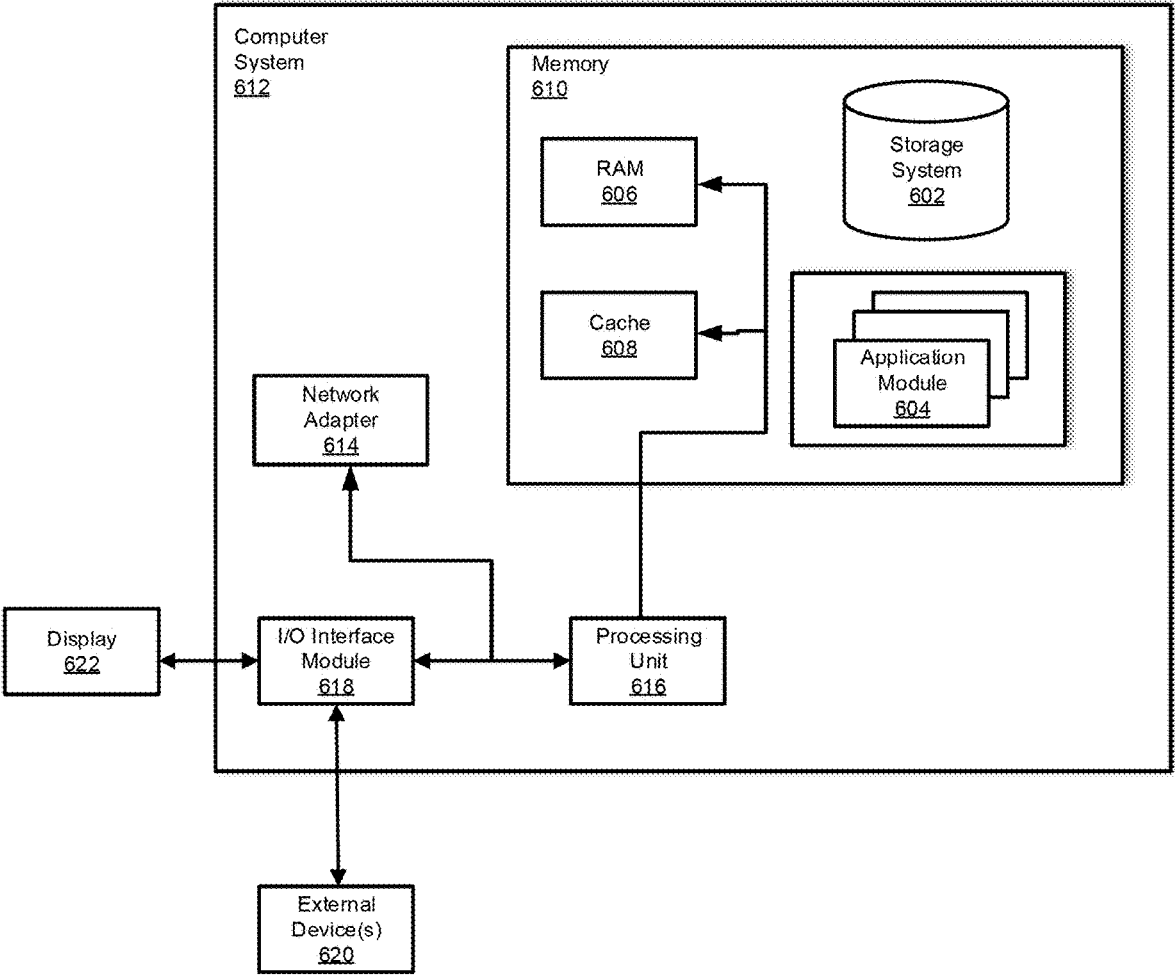 Computer
System
612
Memory
610
Storage
System
602
RAM
606
Cache
608
Application
Module
604
Network
Adapter
614
Display
622
I/O Interface
Module
618
Processing
Unit
616
External
Device(s)
620